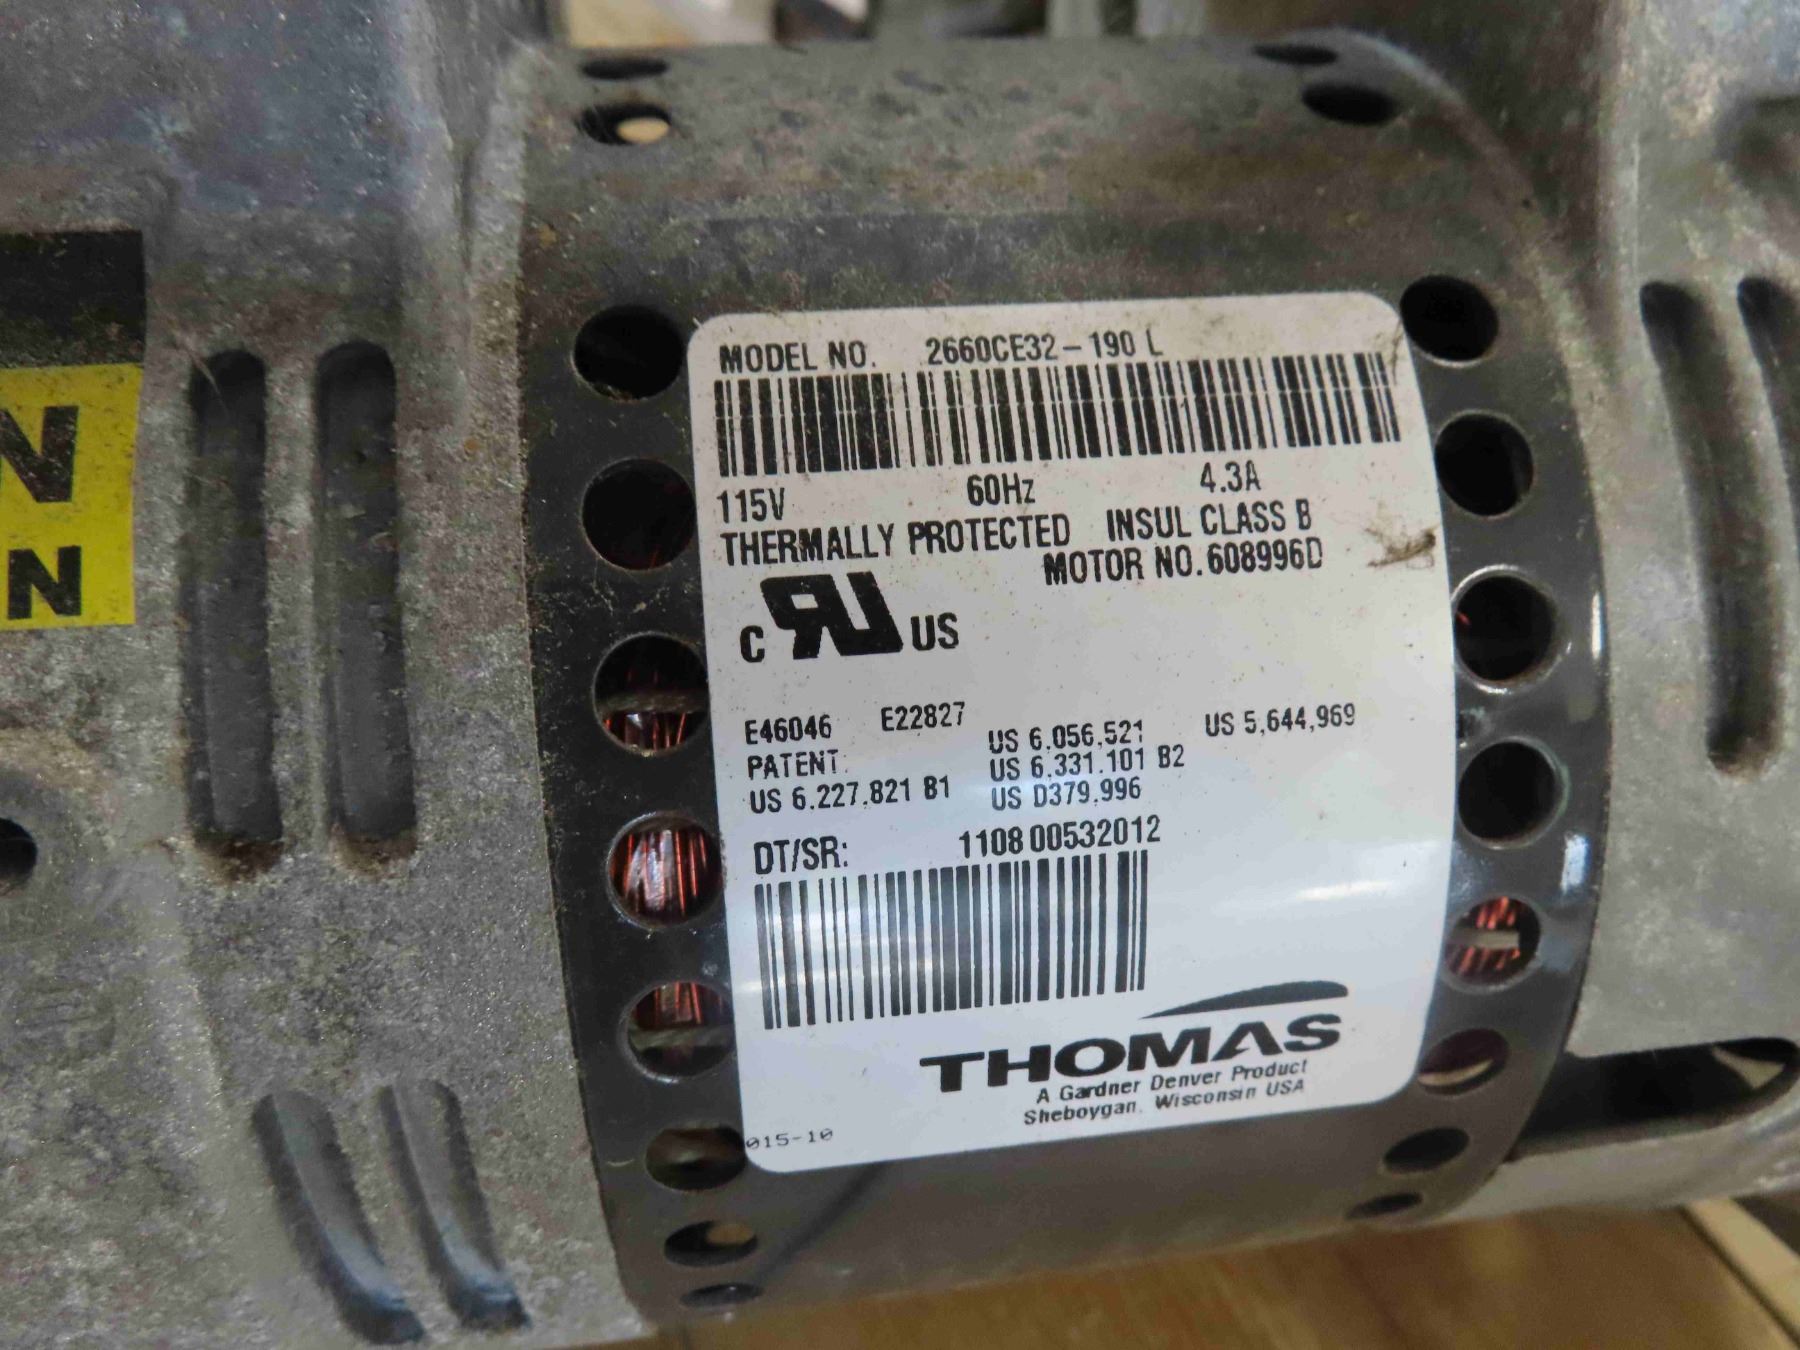 MODEL NO. 2660CE32-190 L
115V 60Hz 4.3A
THERMALLY PROTECTED INSUL CLASS B
MOTOR NO. 608996D
C RU US
E46046 E22827
US 6,056,521 US 5,644,969
PATENT: US 6,331,101 B2
US 6,227,821 B1 US D379,996
DT/SR: 1108 00532012
THOMAS
A Gardner Denver Product
Sheboygan, Wisconsin USA
015-10
N
N